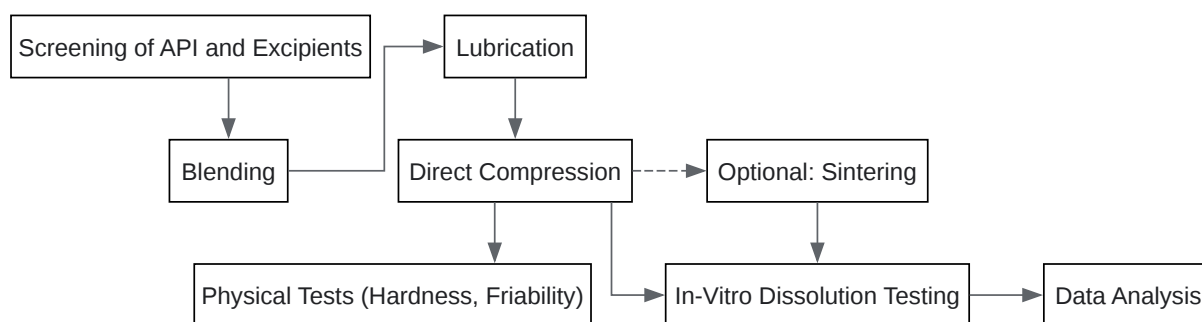 Screening of API and Excipients
Lubrication
Blending
Direct Compression
Optional: Sintering
Physical Tests (Hardness, Friability)
In-Vitro Dissolution Testing
Data Analysis